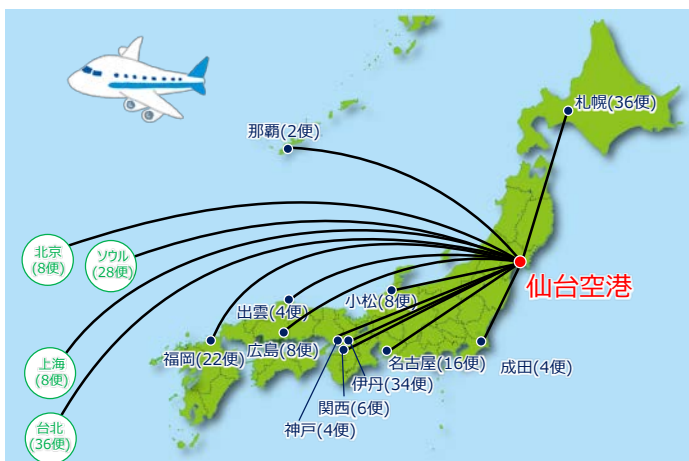 札幌(36便)
那覇(2便)
北京
(8便)
ソウル
(28便)
仙台空港
小松(8便)
出雲(4便)
福岡(22便)
広島(8便)
名古屋(16便)
成田(4便)
上海
(8便)
伊丹(34便)
関西(6便)
神戸(4便)
台北
(36便)